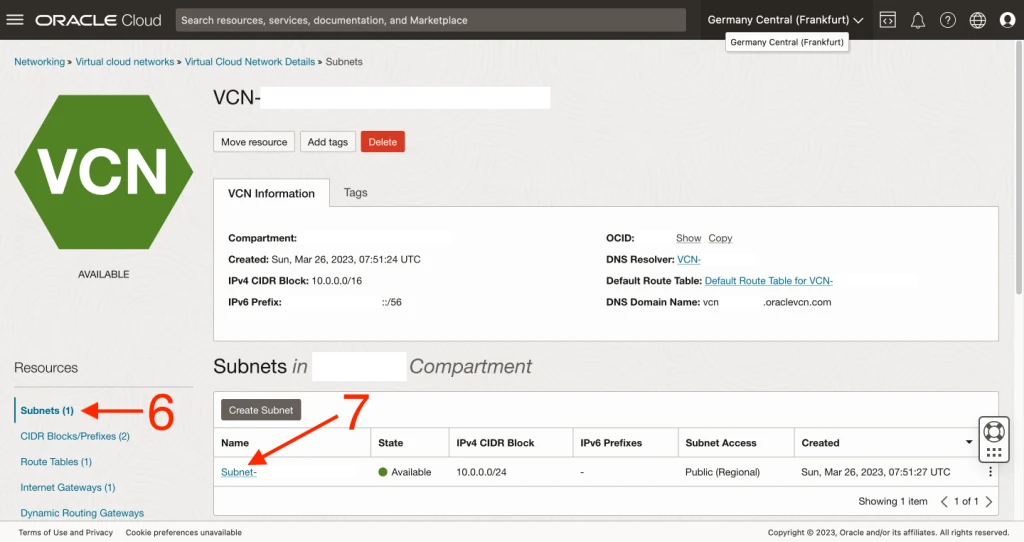 ORACLE Cloud
Search resources, services, documentation, and Marketplace
Germany Central (Frankfurt)
Germany Central (Frankfurt)
Networking » Virtual cloud networks » Virtual Cloud Network Details » Subnets
VCN
AVAILABLE
VCN-
Move resource Add tags Delete
VCN Information Tags
Compartment:
Created: Sun, Mar 26, 2023, 07:51:24 UTC
IPv4 CIDR Block: 10.0.0.0/16
IPv6 Prefix: ::/56
OCID: Show Copy
DNS Resolver: VCN-
Default Route Table: Default Route Table for VCN-
DNS Domain Name: vcn .oraclevcn.com
Resources
Subnets (1)
6
CIDR Blocks/Prefixes (2)
Route Tables (1)
Internet Gateways (1)
Dynamic Routing Gateways
Subnets in Compartment
Create Subnet
7
Name State IPv4 CIDR Block IPv6 Prefixes Subnet Access Created
Subnet- Available 10.0.0.0/24 - Public (Regional) Sun, Mar 26, 2023, 07:51:27 UTC
Showing 1 item < 1 of 1 >
Terms of Use and Privacy Cookie preferences unavailable
Copyright © 2023, Oracle and/or its affiliates. All rights reserved.